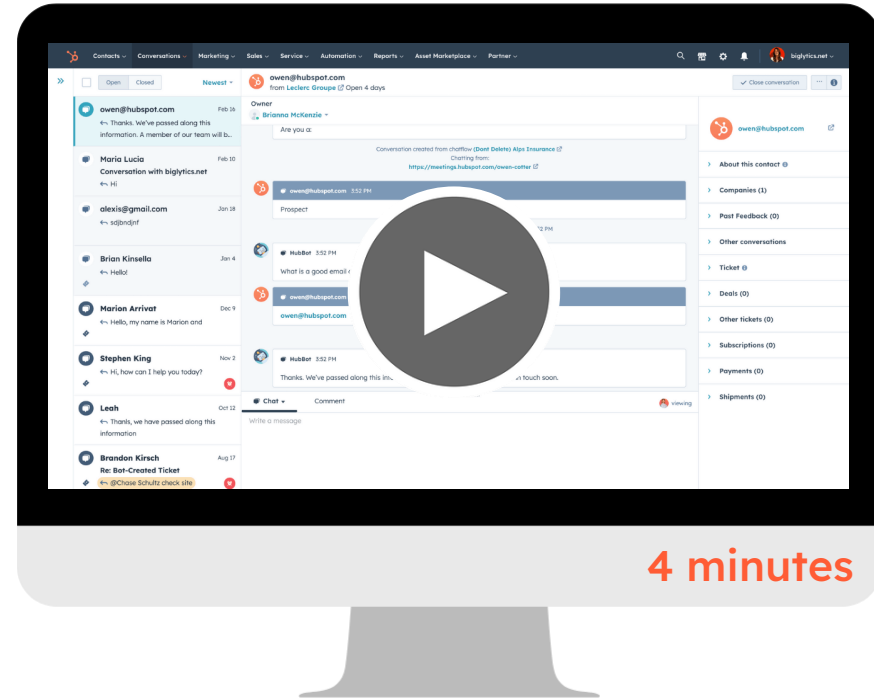 Contacts Conversations Marketing Sales Service Automation Reports Asset Marketplace Partner biglytics.net
Open Closed Newest
owen@hubspot.com Feb 16
Thanks. We've passed along this
information. A member of our team will b...
Maria Lucia Feb 10
Conversation with biglytics.net
Hi
alexis@gmail.com Jan 18
sdjbndjnf
Brian Kinsella Jan 4
Hello!
Marion Arrivat Dec 9
Hello, my name is Marion and
Stephen King Nov 2
Hi, how can I help you today?
Leah Oct 12
Thanls, we have passed along this
information
Brandon Kirsch Aug 17
Re: Bot-Created Ticket
@Chase Schultz check site
owen@hubspot.com
from Leclerc Groupe Open 4 days
Close conversation
Owner
Brianna McKenzie
Are you a:
Conversation created from chatflow (Dont Delete) Alps Insurance
Chatting from:
https://meetings.hubspot.com/owen-cotter
owen@hubspot.com 3:52 PM
Prospect
PM
HubBot 3:52 PM
What is a good email
owen@hubspot.com
owen@hubspot.com
HubBot 3:52 PM
Thanks. We've passed along this touch soon.
Chat Comment viewing
Write a message
owen@hubspot.com
About this contact
Companies (1)
Past Feedback (0)
Other conversations
Ticket
Deals (0)
Other tickets (0)
Subscriptions (0)
Payments (0)
Shipments (0)
4 minutes